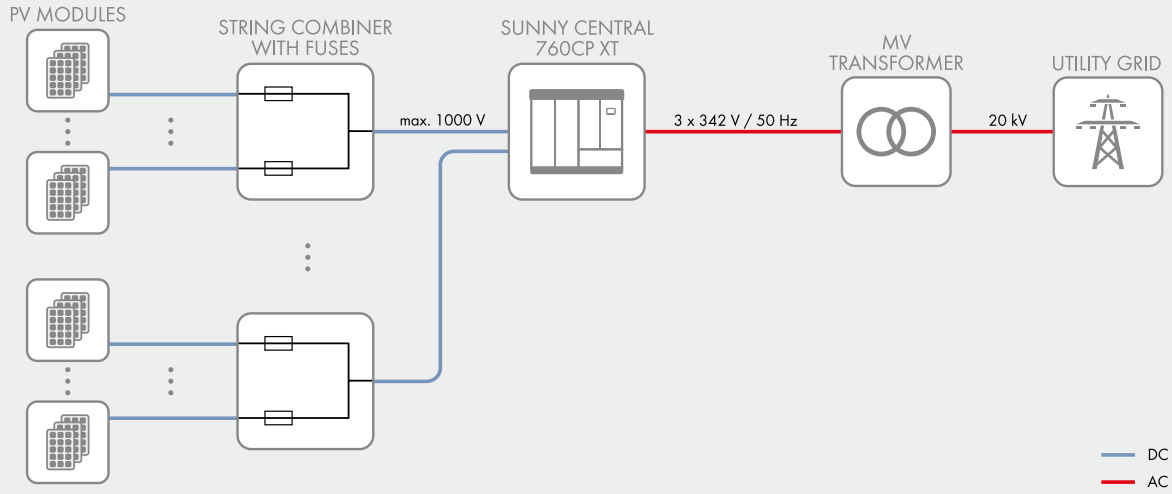 PV MODULES
STRING COMBINER
WITH FUSES
SUNNY CENTRAL
760CP XT
MV
TRANSFORMER
UTILITY GRID
max. 1000 V
3 x 342 V / 50 Hz
20 kV
DC
AC